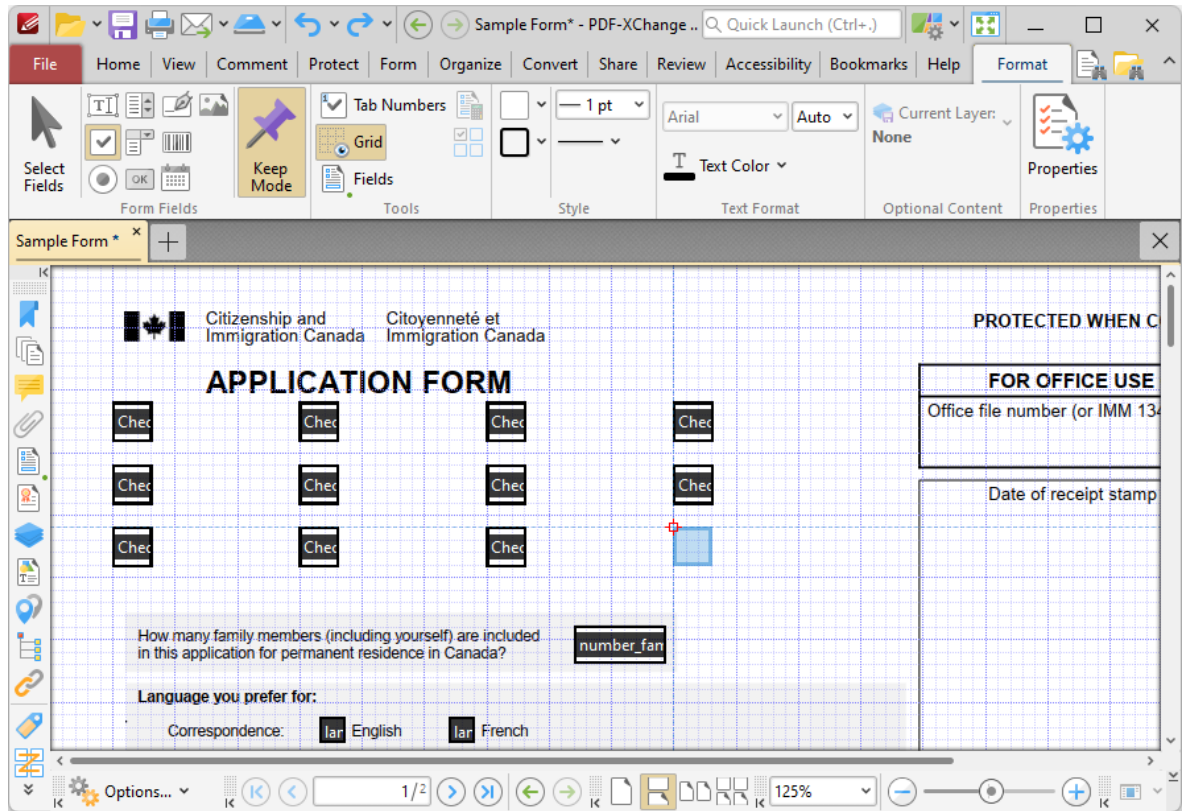 Sample Form* - PDF-XChange .. Quick Launch (Ctrl+.)
File Home View Comment Protect Form Organize Convert Share Review Accessibility Bookmarks Help Format
Select Fields
OK
Keep Mode
Form Fields
Tab Numbers
Grid
Fields
Tools
1 pt
Style
Arial Auto
Text Color
Text Format
Current Layer:
None
Optional Content
Properties
Properties
Sample Form *
Citizenship and Immigration Canada
Citoyenneté et Immigration Canada
PROTECTED WHEN C
APPLICATION FORM
FOR OFFICE USE
Office file number (or IMM 134
Chec Chec Chec Chec
Chec Chec Chec Chec
Date of receipt stamp
Chec Chec Chec
How many family members (including yourself) are included
in this application for permanent residence in Canada?
number_fan
Language you prefer for:
Correspondence: lar English lar French
Options... 1/2 125%